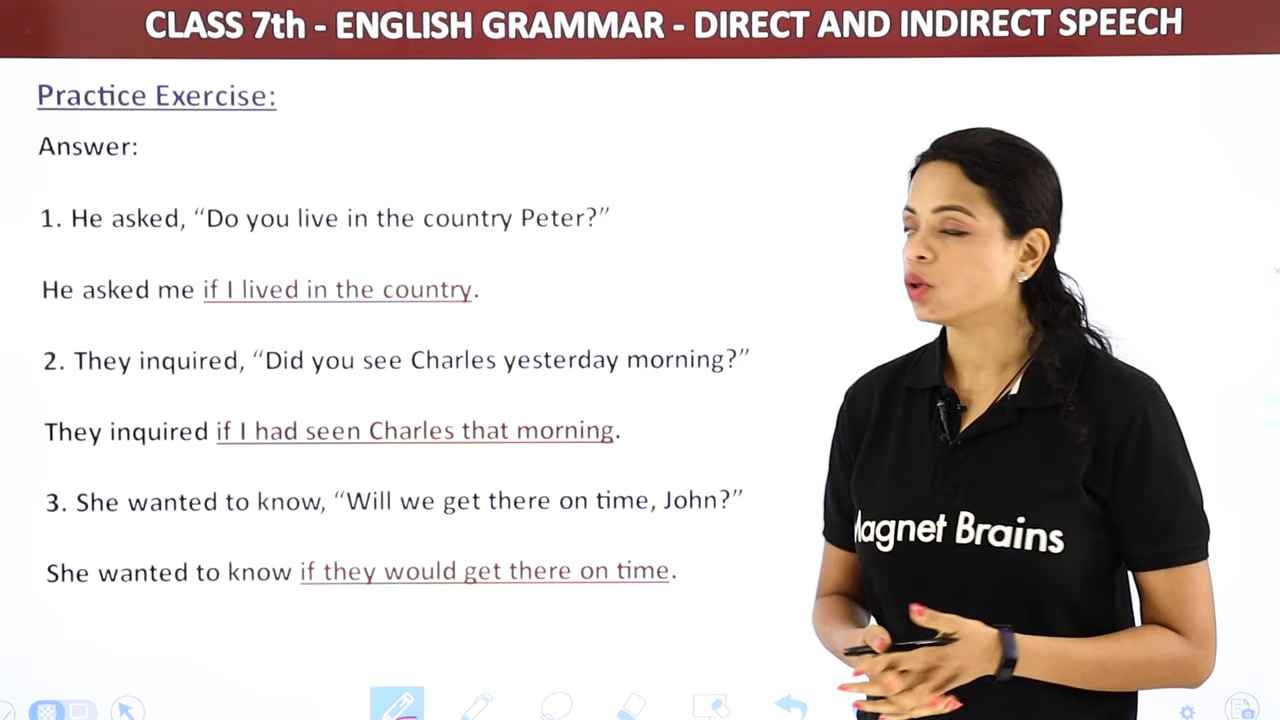 CLASS 7th - ENGLISH GRAMMAR - DIRECT AND INDIRECT SPEECH
Practice Exercise:
Answer:
1. He asked, “Do you live in the country Peter?”
He asked me if I lived in the country.
2. They inquired, “Did you see Charles yesterday morning?”
They inquired if I had seen Charles that morning.
3. She wanted to know, “Will we get there on time, John?”
She wanted to know if they would get there on time.
Magnet Brains